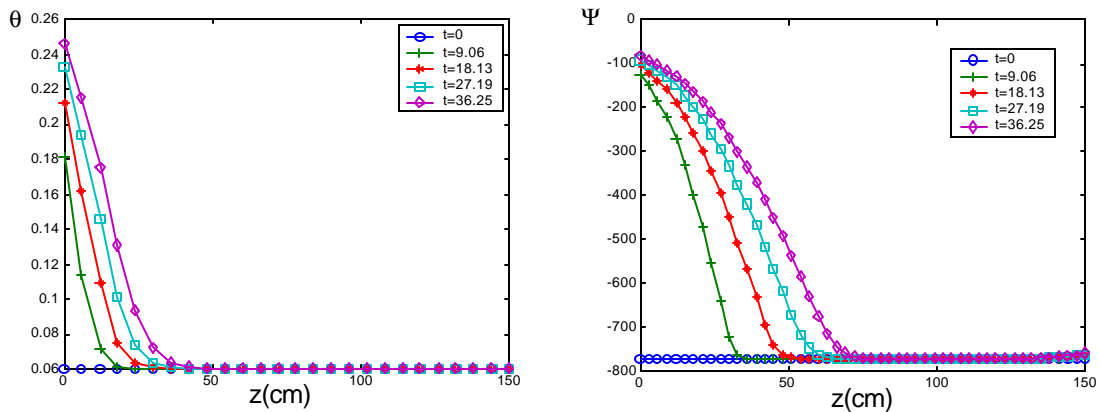 θ
0.26
0.24
0.22
0.2
0.18
0.16
0.14
0.12
0.1
0.08
0.06
0 50 100 150
z(cm)
t=0
t=9.06
t=18.13
t=27.19
t=36.25
Ψ
0
-100
-200
-300
-400
-500
-600
-700
-800
0 50 100 150
z(cm)
t=0
t=9.06
t=18.13
t=27.19
t=36.25